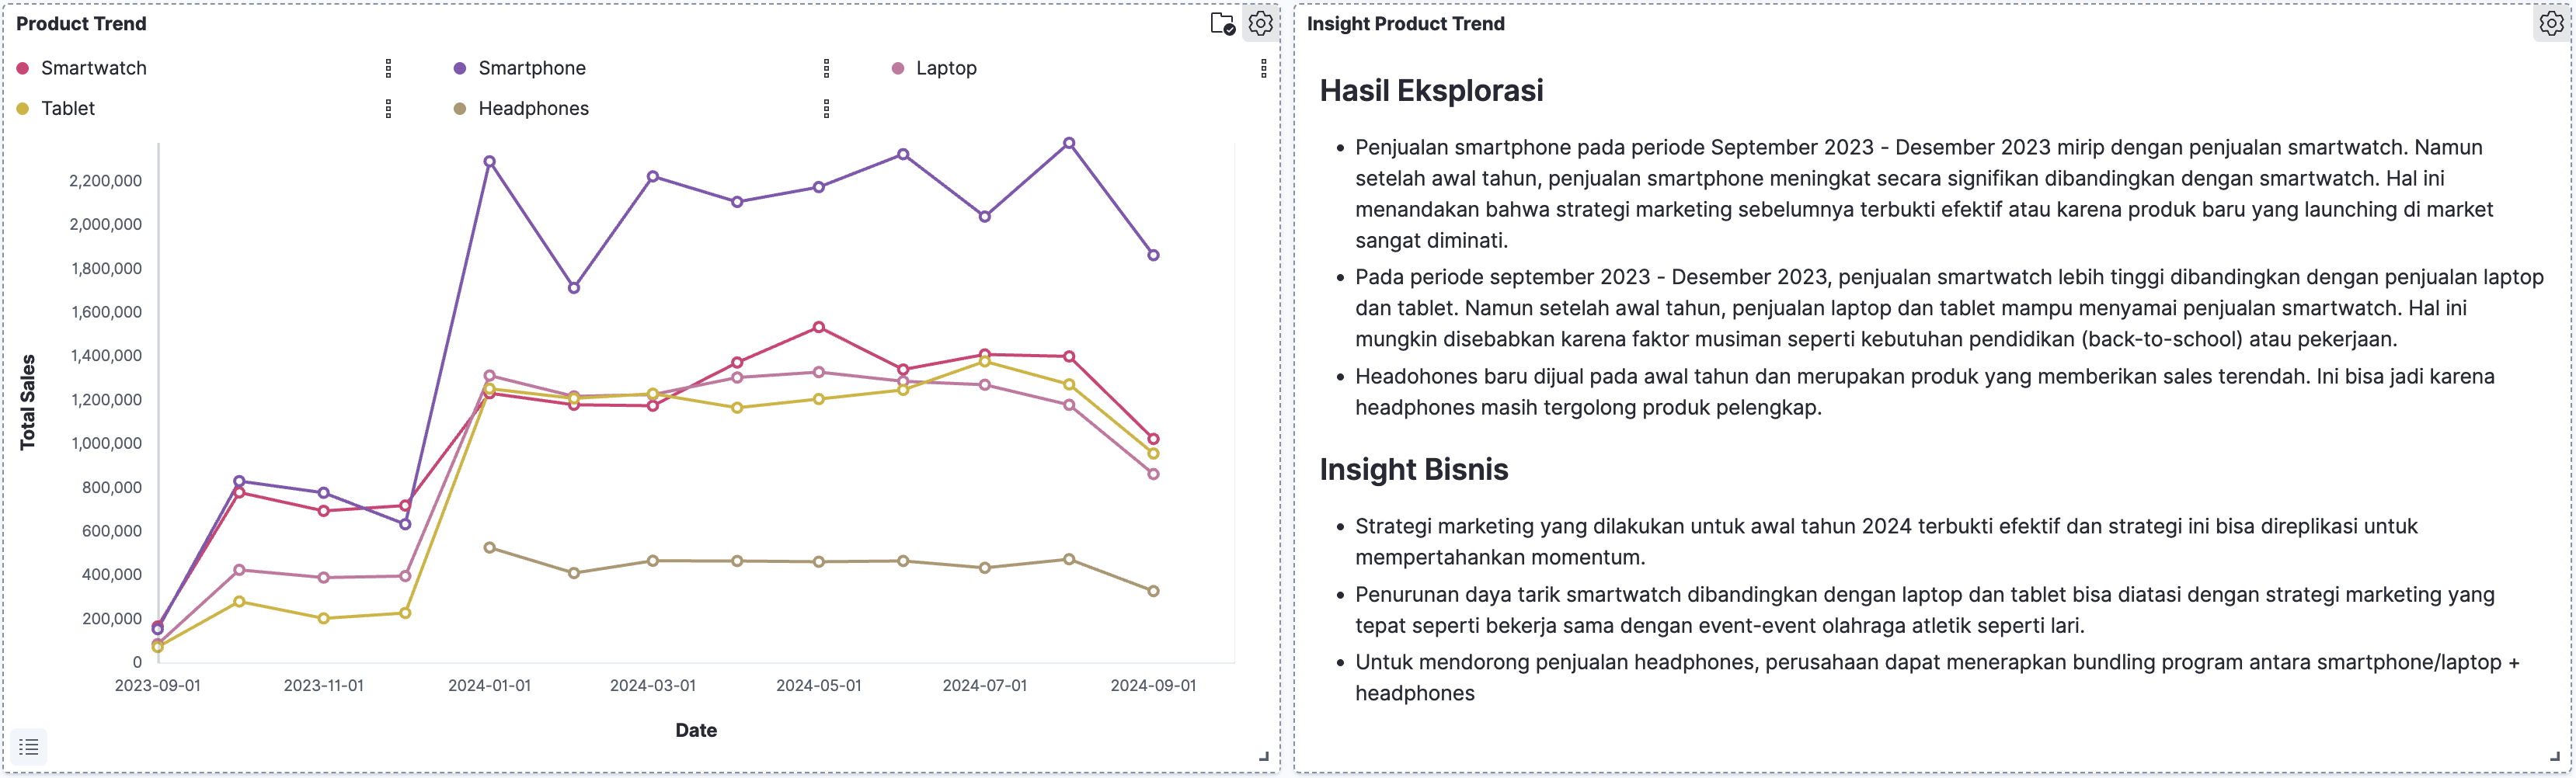 Product Trend
Smartwatch
Smartphone
Laptop
Tablet
Headphones
2,200,000
2,000,000
1,800,000
1,600,000
1,400,000
1,200,000
1,000,000
800,000
600,000
400,000
200,000
0
Total Sales
2023-09-01
2023-11-01
2024-01-01
2024-03-01
2024-05-01
2024-07-01
2024-09-01
Date
Insight Product Trend
Hasil Eksplorasi
• Penjualan smartphone pada periode September 2023 - Desember 2023 mirip dengan penjualan smartwatch. Namun
setelah awal tahun, penjualan smartphone meningkat secara signifikan dibandingkan dengan smartwatch. Hal ini
menandakan bahwa strategi marketing sebelumnya terbukti efektif atau karena produk baru yang launching di market
sangat diminati.
• Pada periode september 2023 - Desember 2023, penjualan smartwatch lebih tinggi dibandingkan dengan penjualan laptop
dan tablet. Namun setelah awal tahun, penjualan laptop dan tablet mampu menyamai penjualan smartwatch. Hal ini
mungkin disebabkan karena faktor musiman seperti kebutuhan pendidikan (back-to-school) atau pekerjaan.
• Headohones baru dijual pada awal tahun dan merupakan produk yang memberikan sales terendah. Ini bisa jadi karena
headphones masih tergolong produk pelengkap.
Insight Bisnis
• Strategi marketing yang dilakukan untuk awal tahun 2024 terbukti efektif dan strategi ini bisa direplikasi untuk
mempertahankan momentum.
• Penurunan daya tarik smartwatch dibandingkan dengan laptop dan tablet bisa diatasi dengan strategi marketing yang
tepat seperti bekerja sama dengan event-event olahraga atletik seperti lari.
• Untuk mendorong penjualan headphones, perusahaan dapat menerapkan bundling program antara smartphone/laptop +
headphones